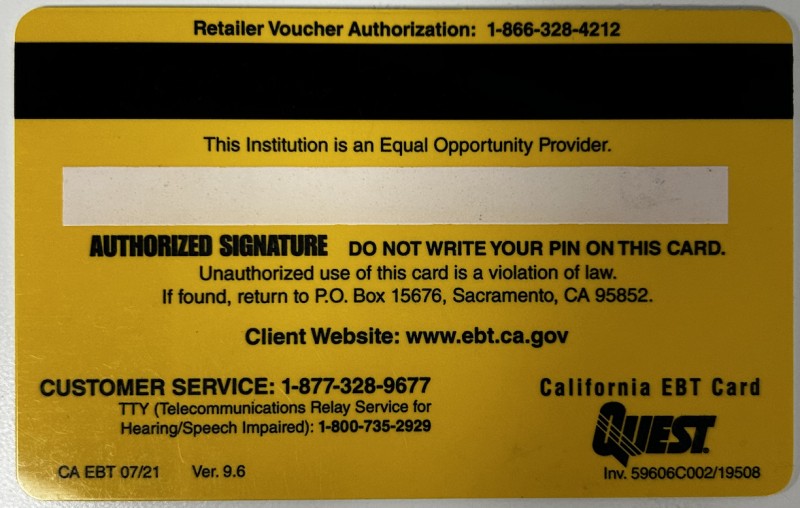 Retailer Voucher Authorization: 1-866-328-4212
This Institution is an Equal Opportunity Provider.
AUTHORIZED SIGNATURE DO NOT WRITE YOUR PIN ON THIS CARD.
Unauthorized use of this card is a violation of law.
If found, return to P.O. Box 15676, Sacramento, CA 95852.
Client Website: www.ebt.ca.gov
CUSTOMER SERVICE: 1-877-328-9677
TTY (Telecommunications Relay Service for
Hearing/Speech Impaired): 1-800-735-2929
California EBT Card
QUEST.
CA EBT 07/21 Ver. 9.6
Inv. 59606C002/19508